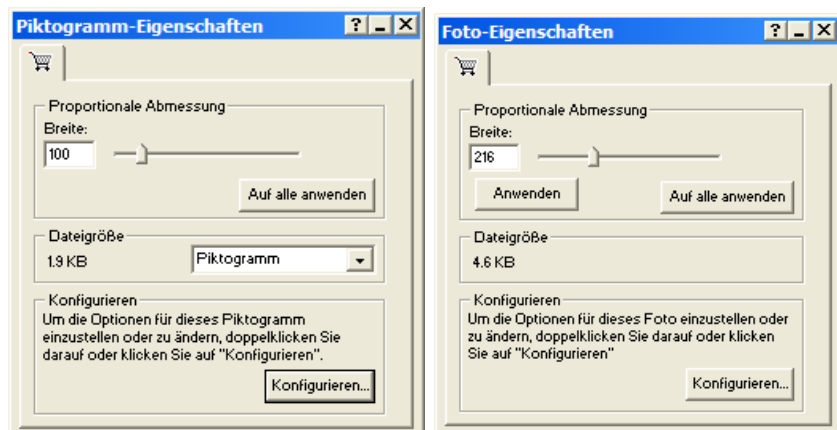 Piktogramm-Eigenschaften
Proportionale Abmessung
Breite:
100
Auf alle anwenden
Dateigröße
1.9 KB
Piktogramm
Konfigurieren
Um die Optionen für dieses Piktogramm
einzustellen oder zu ändern, doppelklicken Sie
darauf oder klicken Sie auf "Konfigurieren".
Konfigurieren...
Foto-Eigenschaften
Proportionale Abmessung
Breite:
216
Anwenden
Auf alle anwenden
Dateigröße
4.6 KB
Konfigurieren
Um die Optionen für dieses Foto einzustellen oder
zu ändern, doppelklicken Sie darauf oder klicken
Sie auf "Konfigurieren"
Konfigurieren...